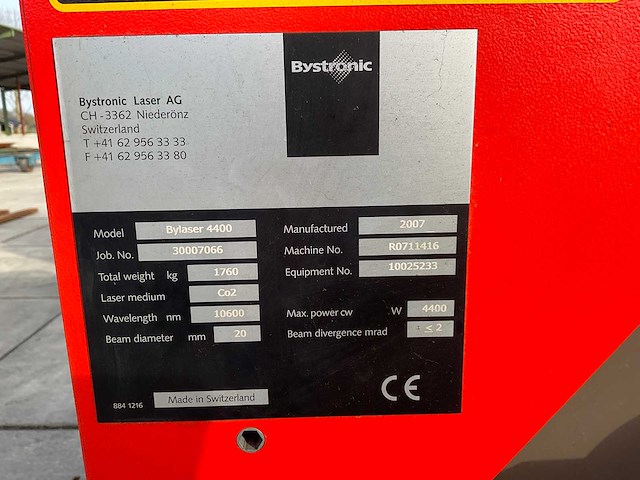 Bystronic
Bystronic Laser AG
CH-3362 Niederönz
Switzerland
T +41 62 956 33 33
F +41 62 956 33 80
Model Bylaser 4400
Job. No. 30007066
Total weight kg 1760
Laser medium Co2
Wavelength nm 10600
Beam diameter mm 20
Manufactured 2007
Machine No. R0711416
Equipment No. 10025233
Max. power cw W 4400
Beam divergence mrad ≤ 2
884 1216
Made in Switzerland
CE